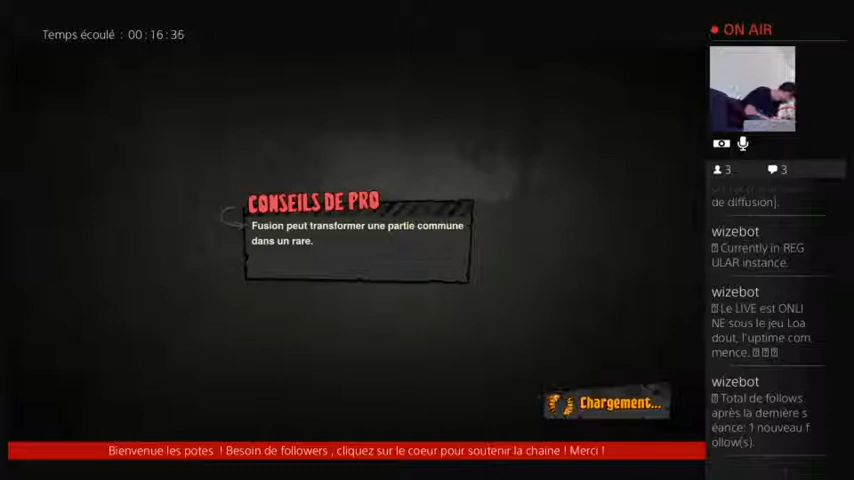 Temps écoulé : 00:16:36
ON AIR
3
3
de diffusion].
wizebot
Currently in REG
ULAR instance.
wizebot
Le LIVE est ONLI
NE sous le jeu Loa
dout, l'uptime com
mence.
wizebot
Total de follows
après la dernière s
éance: 1 nouveau f
ollow(s).
CONSEILS DE PRO
Fusion peut transformer une partie commune
dans un rare.
Chargement...
Bienvenue les potes ! Besoin de followers , cliquez sur le coeur pour soutenir la chaine ! Merci !